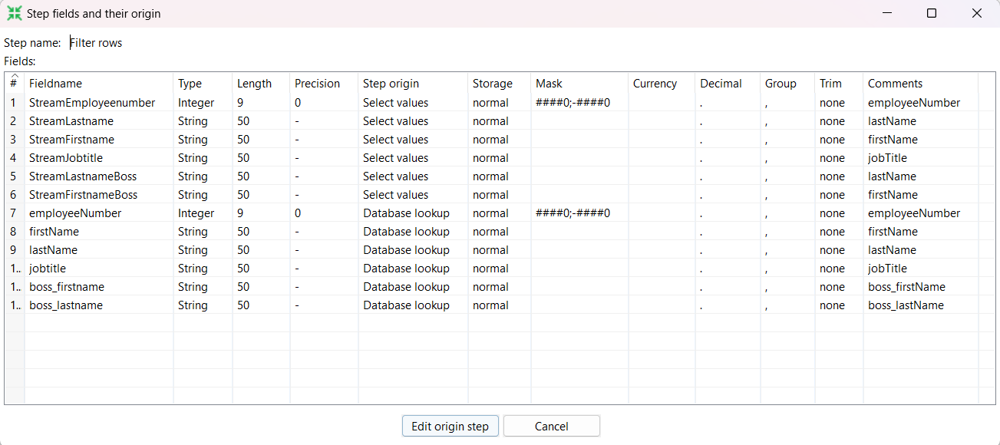 Step fields and their origin
Step name: Filter rows
Fields:
# Fieldname Type Length Precision Step origin Storage Mask Currency Decimal Group Trim Comments
1 StreamEmployeenumber Integer 9 0 Select values normal ####0;-####0 . , none employeeNumber
2 StreamLastname String 50 - Select values normal . , none lastName
3 StreamFirstname String 50 - Select values normal . , none firstName
4 StreamJobtitle String 50 - Select values normal . , none jobTitle
5 StreamLastnameBoss String 50 - Select values normal . , none lastName
6 StreamFirstnameBoss String 50 - Select values normal . , none firstName
7 employeeNumber Integer 9 0 Database lookup normal ####0;-####0 . , none employeeNumber
8 firstName String 50 - Database lookup normal . , none firstName
9 lastName String 50 - Database lookup normal . , none lastName
1.. jobtitle String 50 - Database lookup normal . , none jobTitle
1.. boss_firstname String 50 - Database lookup normal . , none boss_firstName
1.. boss_lastname String 50 - Database lookup normal . , none boss_lastName
Edit origin step Cancel